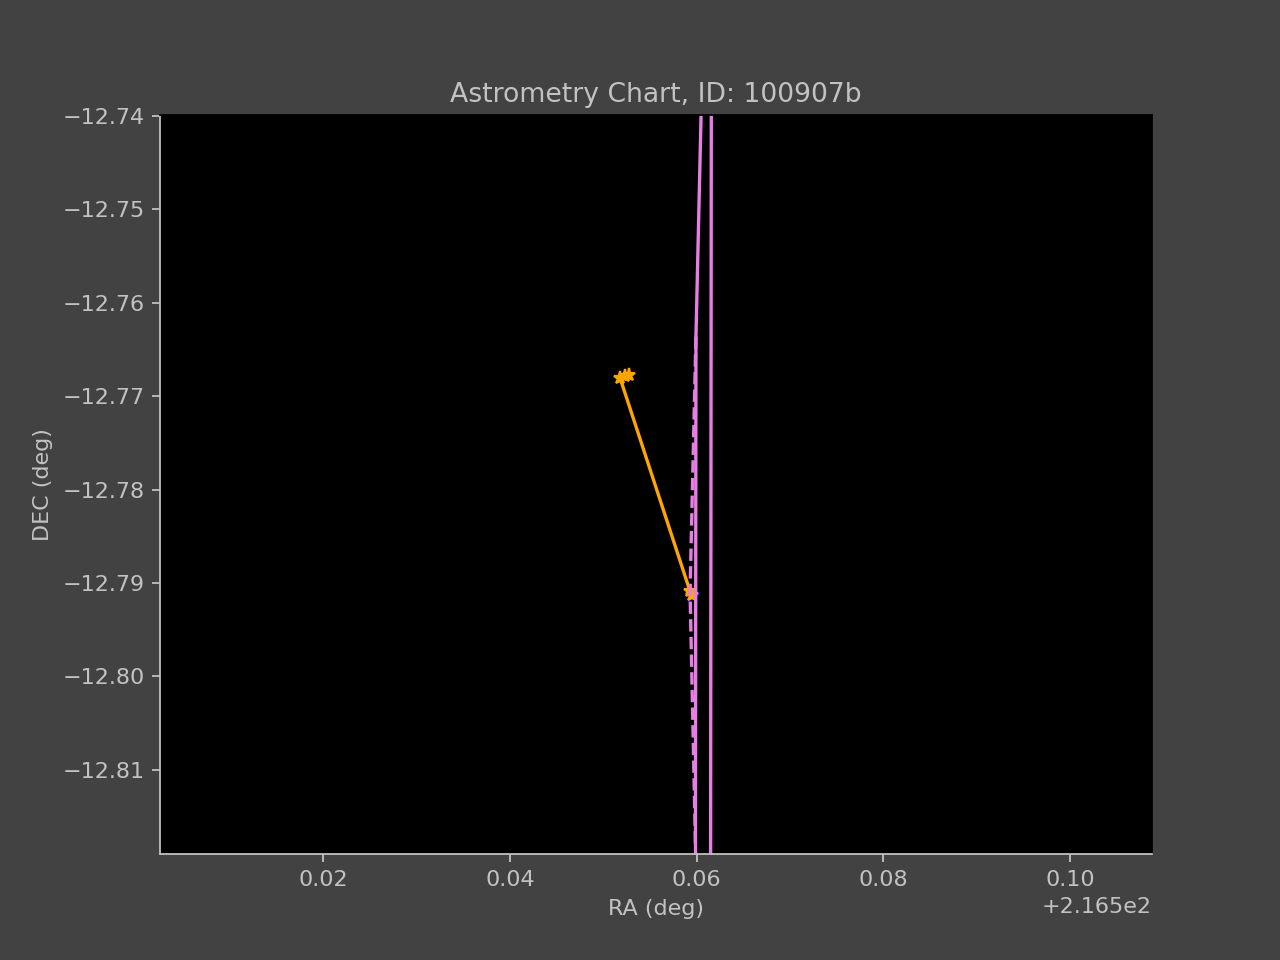 Astrometry Chart, ID: 100907b
−12.74
−12.75
−12.76
−12.77
−12.78
−12.79
−12.80
−12.81
DEC (deg)
0.02 0.04 0.06 0.08 0.10
RA (deg)
+2.165e2